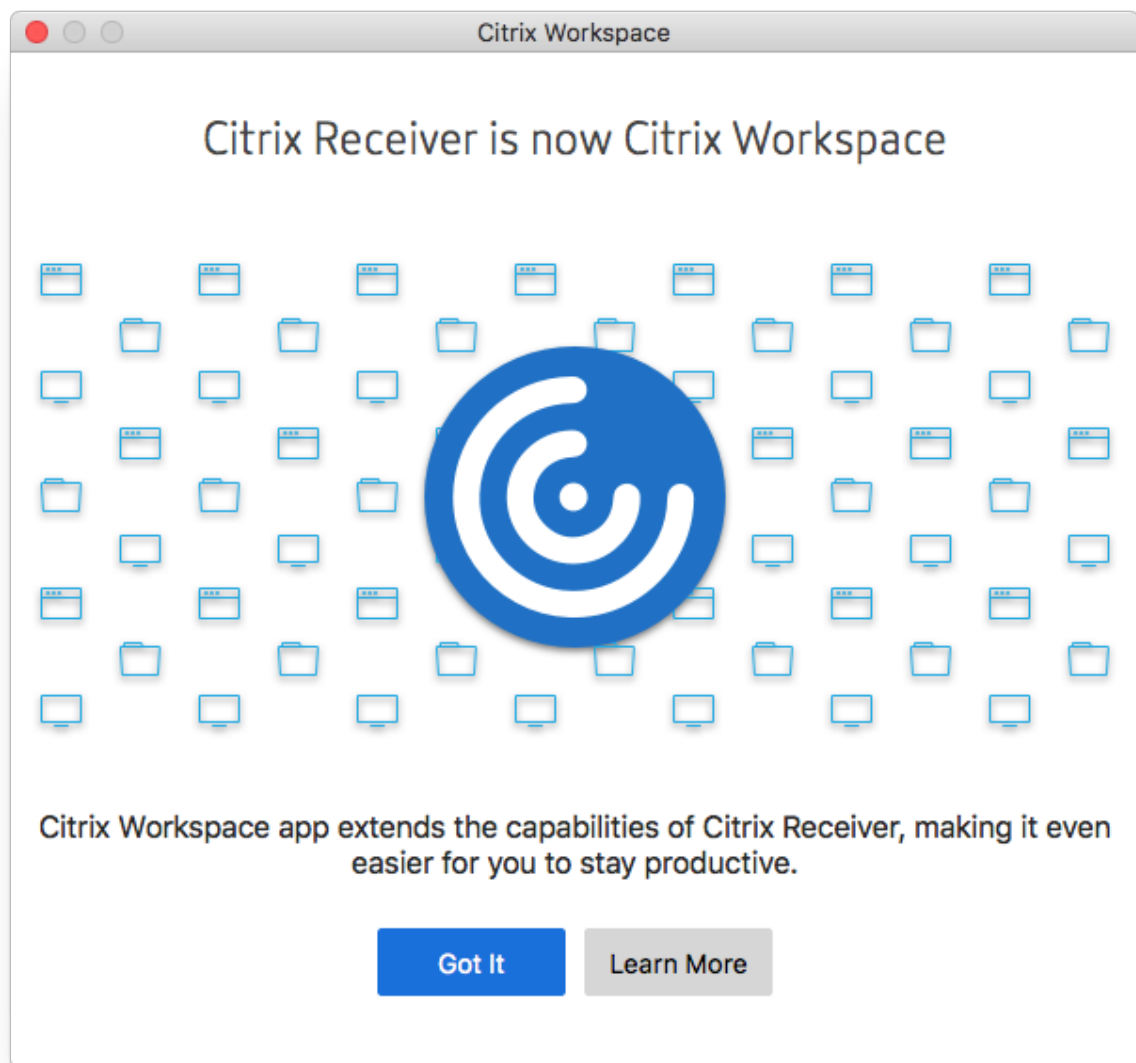 Citrix Workspace
Citrix Receiver is now Citrix Workspace
Citrix Workspace app extends the capabilities of Citrix Receiver, making it even
easier for you to stay productive.
Got It
Learn More